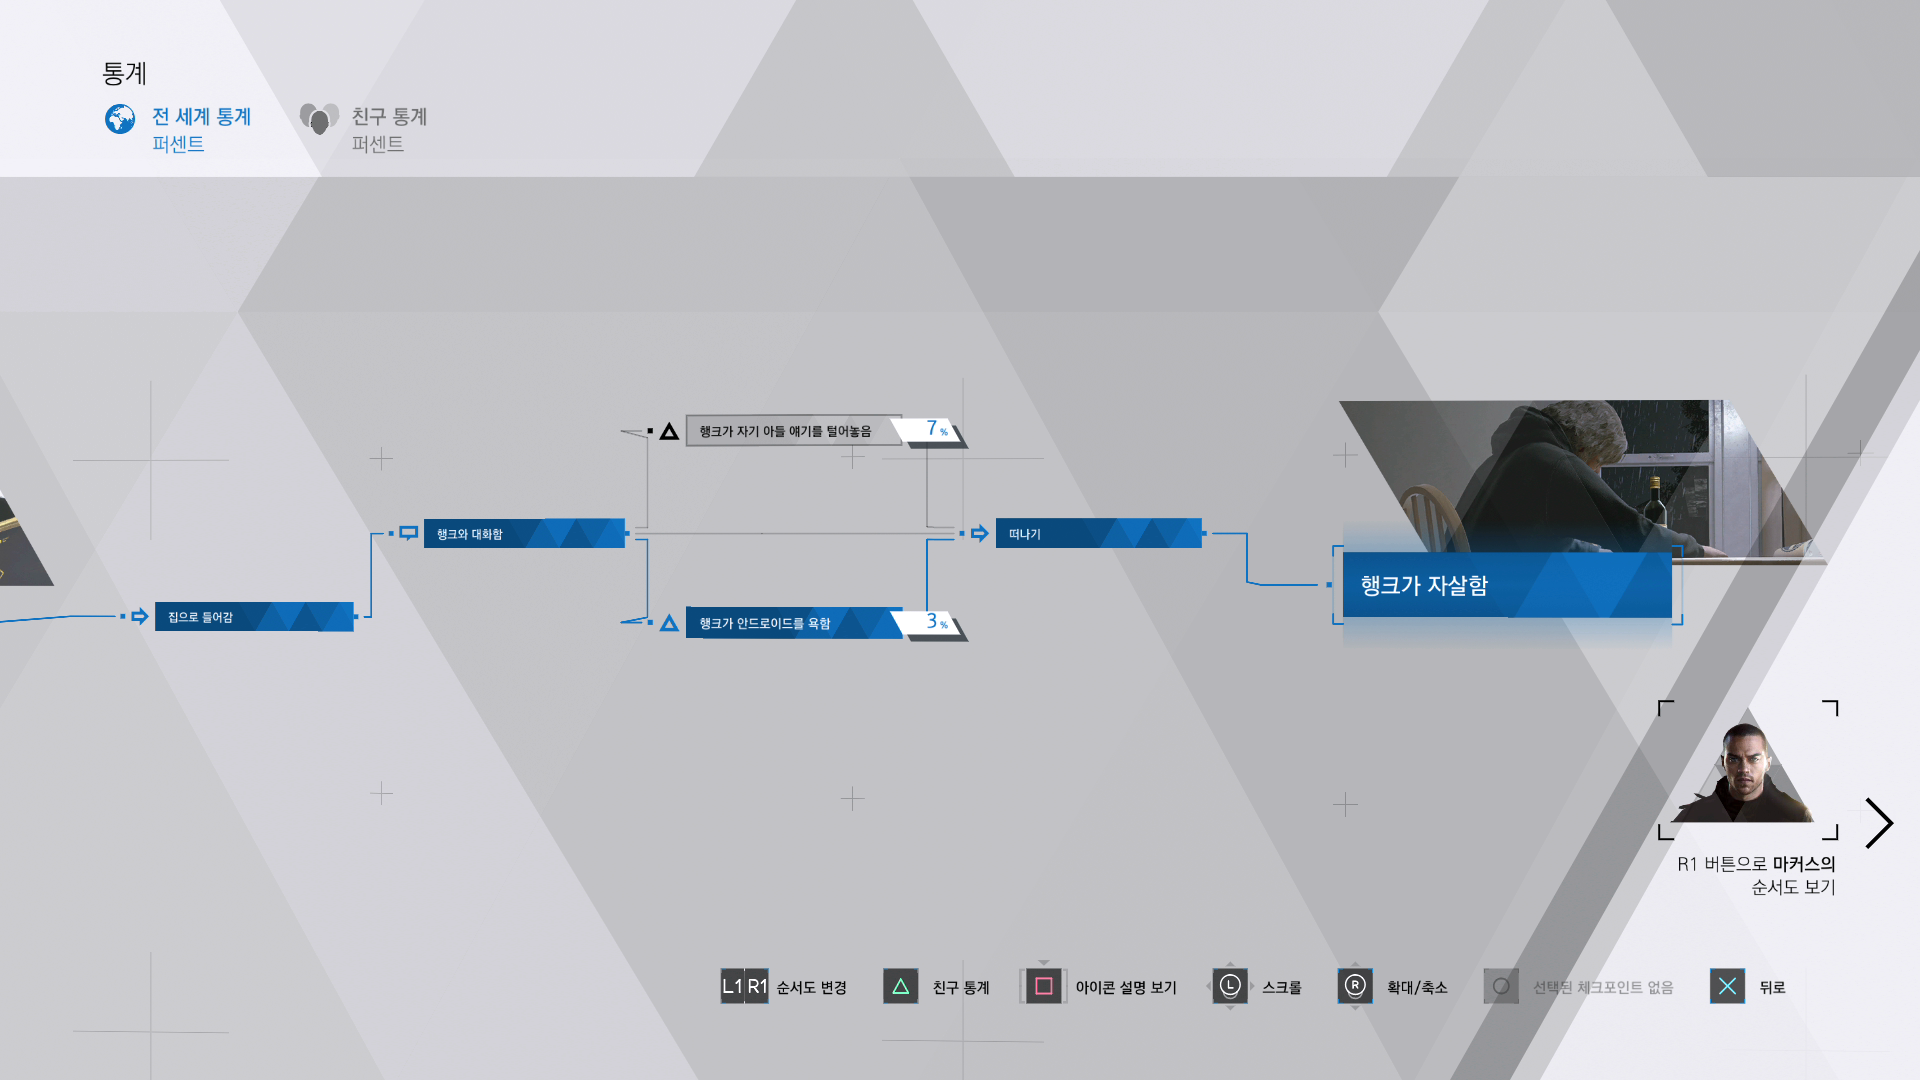 통계
전 세계 통계
퍼센트
친구 통계
퍼센트
행크가 자기 아들 얘기를 털어놓음
7%
행크와 대화함
떠나기
행크가 자살함
집으로 들어감
행크가 안드로이드를 욕함
3%
R1 버튼으로 마커스의
순서도 보기
L1 R1 순서도 변경
친구 통계
아이콘 설명 보기
L 스크롤
R 확대/축소
선택된 체크포인트 없음
뒤로